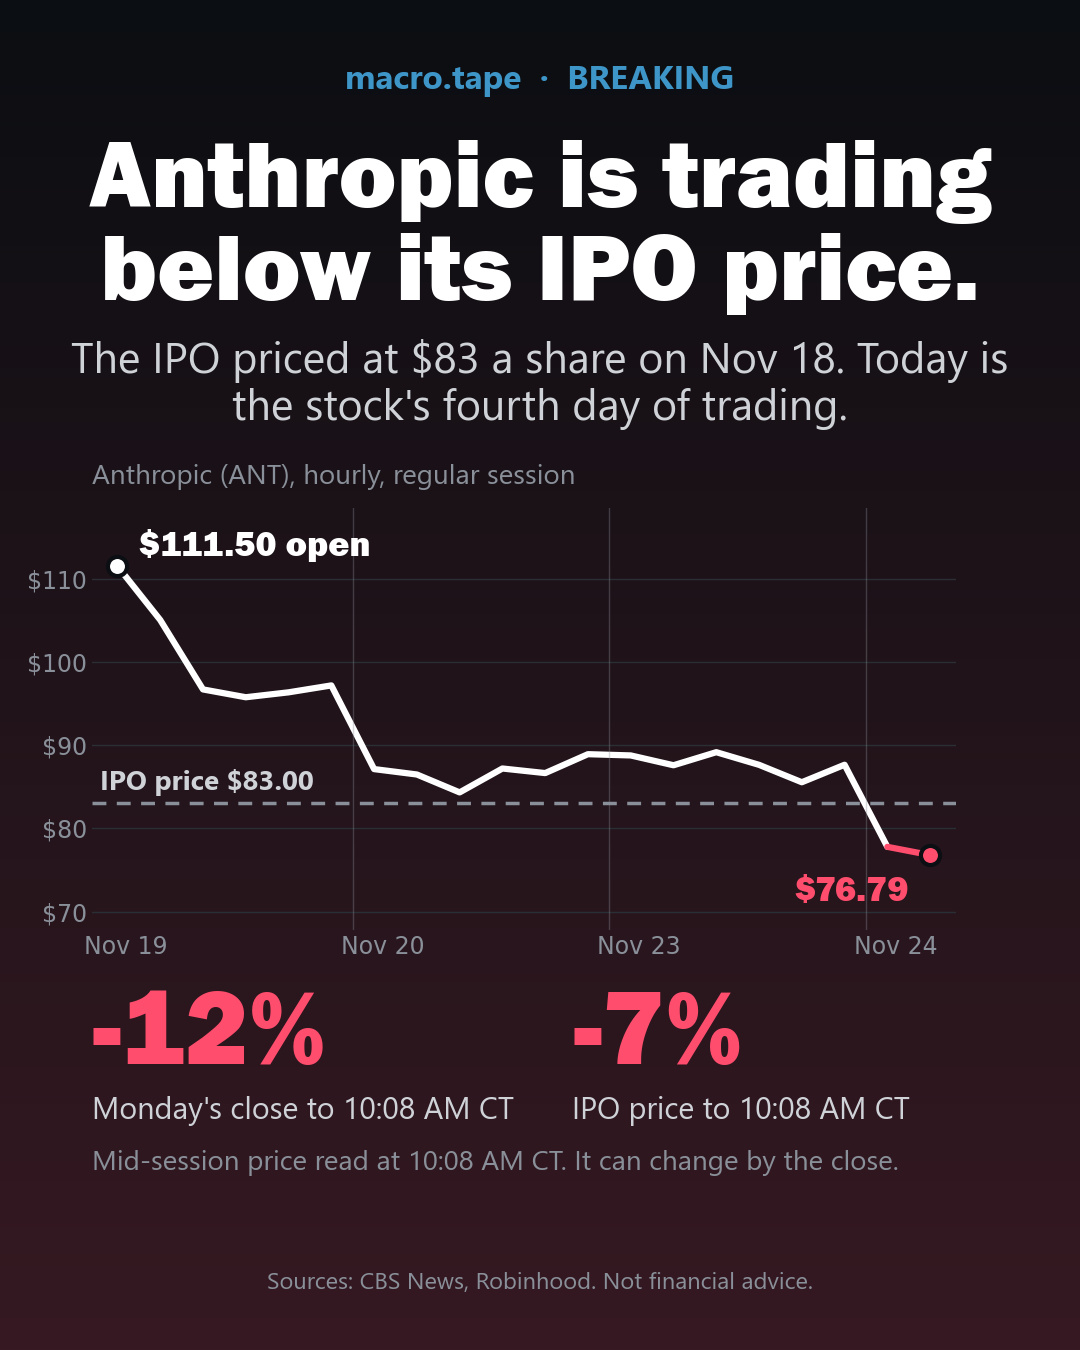 macro.tape · BREAKING
Anthropic is trading
below its IPO price.
The IPO priced at $83 a share on Nov 18. Today is
the stock's fourth day of trading.
Anthropic (ANT), hourly, regular session
$111.50 open
$110
$100
$90
IPO price $83.00
$80
$76.79
$70
Nov 19
Nov 20
Nov 23
Nov 24
-12%
-7%
Monday's close to 10:08 AM CT
IPO price to 10:08 AM CT
Mid-session price read at 10:08 AM CT. It can change by the close.
Sources: CBS News, Robinhood. Not financial advice.